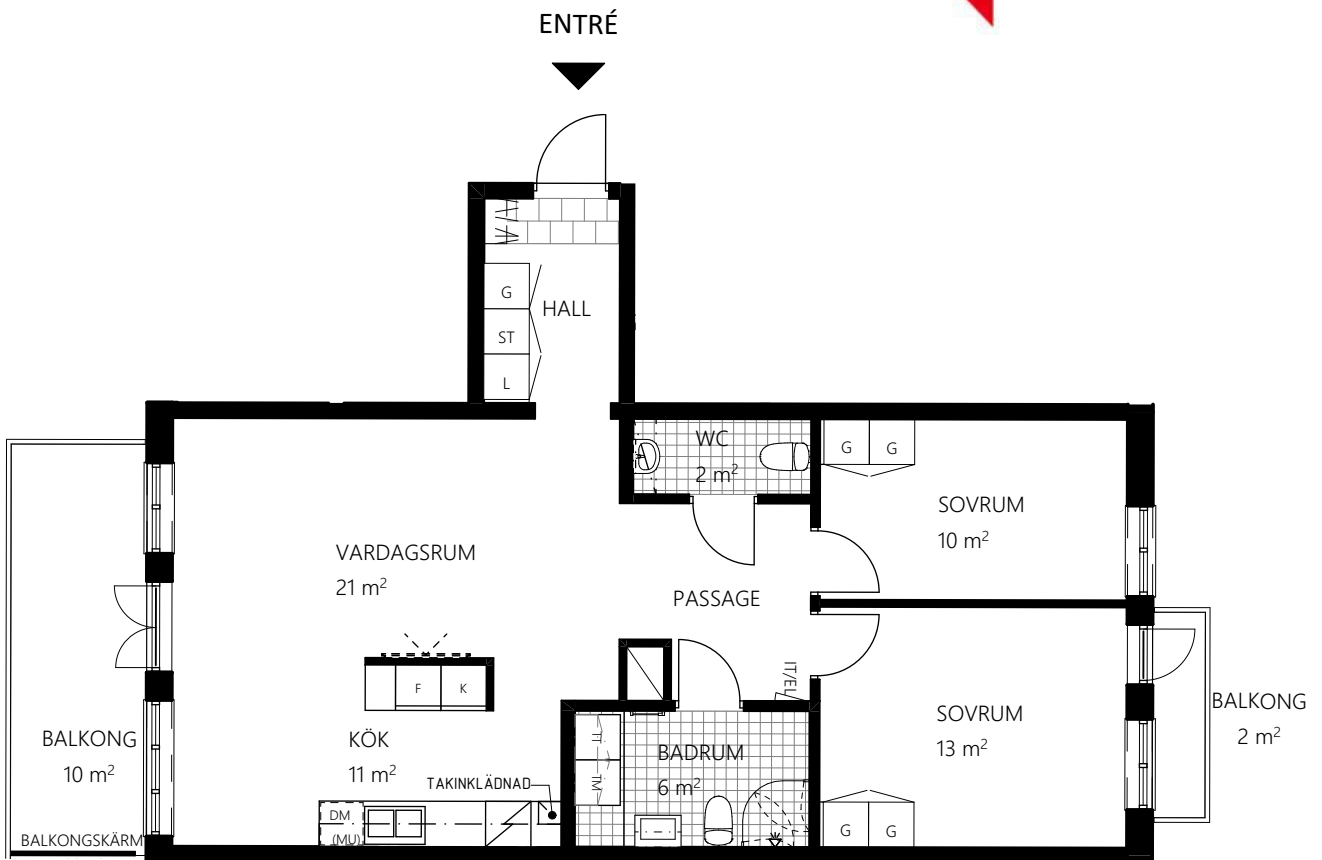 ENTRÉ
G
HALL
ST
L
WC
2 m²
G G
SOVRUM
10 m²
VARDAGSRUM
21 m²
PASSAGE
F K
IT/EL
BALKONG
10 m²
KÖK
11 m²
TAKINKLÄDNAD
TT
TM
BADRUM
6 m²
SOVRUM
13 m²
BALKONG
2 m²
DM
(MU)
G G
BALKONGSKÄRM